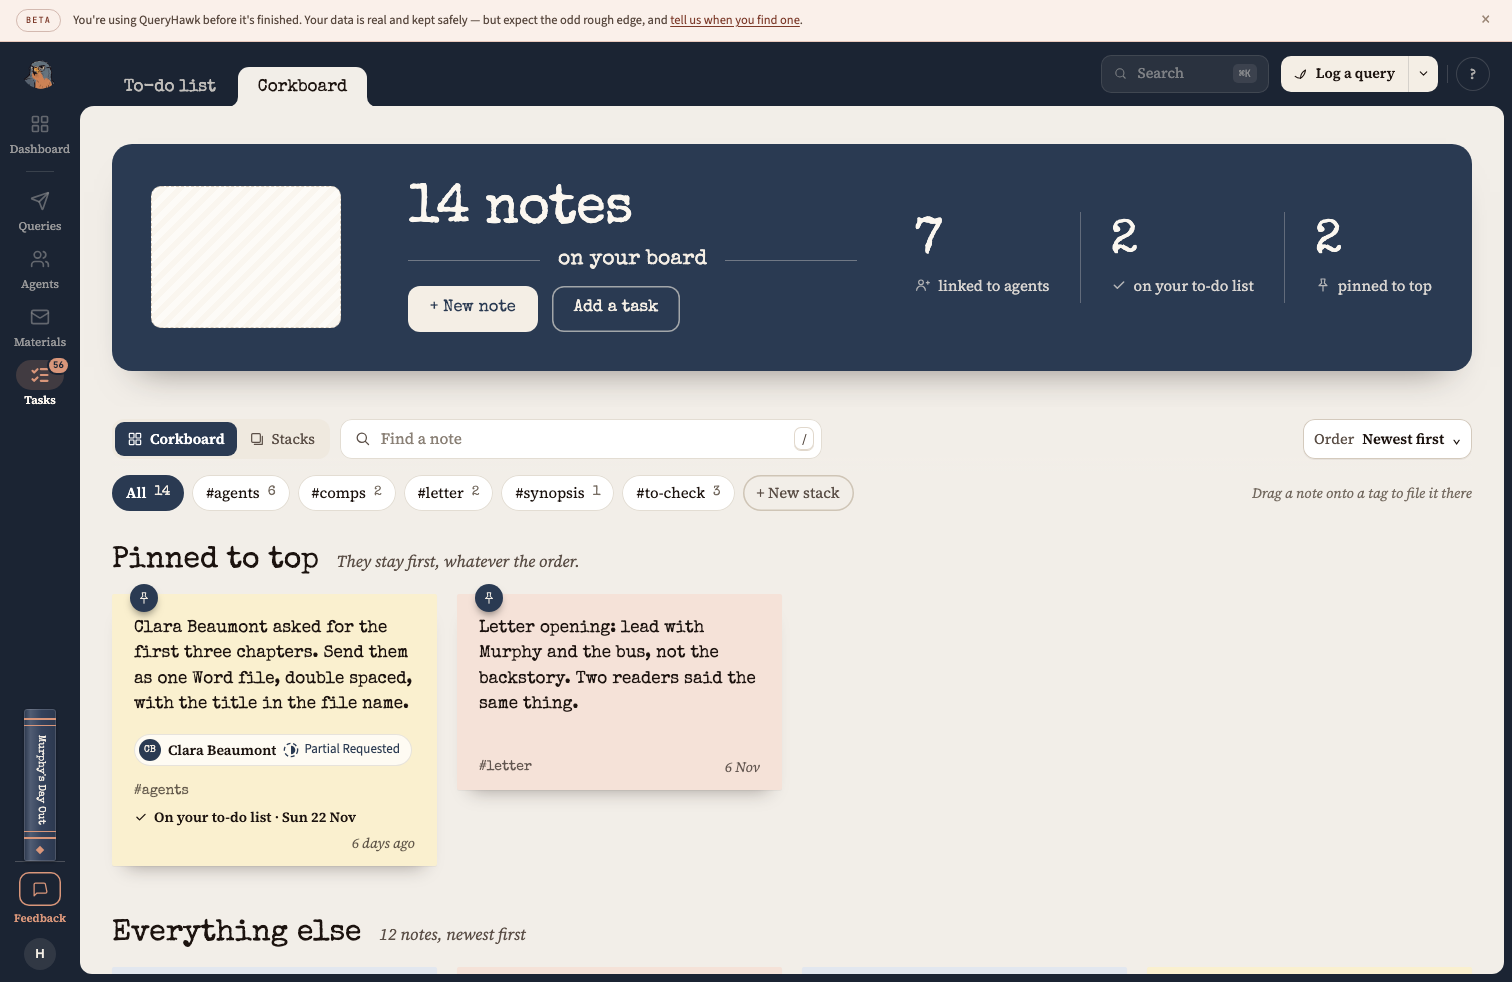 BETA
You're using QueryHawk before it's finished. Your data is real and kept safely — but expect the odd rough edge, and tell us when you find one.
×
To-do list
Corkboard
Search
⌘K
Log a query
?
Dashboard
Queries
Agents
Materials
56
Tasks
Murphy's Day Out
Feedback
H
14 notes
on your board
+ New note
Add a task
7
linked to agents
2
on your to-do list
2
pinned to top
Corkboard
Stacks
Find a note
/
Order Newest first
All 14
#agents 6
#comps 2
#letter 2
#synopsis 1
#to-check 3
+ New stack
Drag a note onto a tag to file it there
Pinned to top
They stay first, whatever the order.
Clara Beaumont asked for the
first three chapters. Send them
as one Word file, double spaced,
with the title in the file name.
CB Clara Beaumont Partial Requested
#agents
On your to-do list · Sun 22 Nov
6 days ago
Letter opening: lead with
Murphy and the bus, not the
backstory. Two readers said the
same thing.
#letter
6 Nov
Everything else
12 notes, newest first